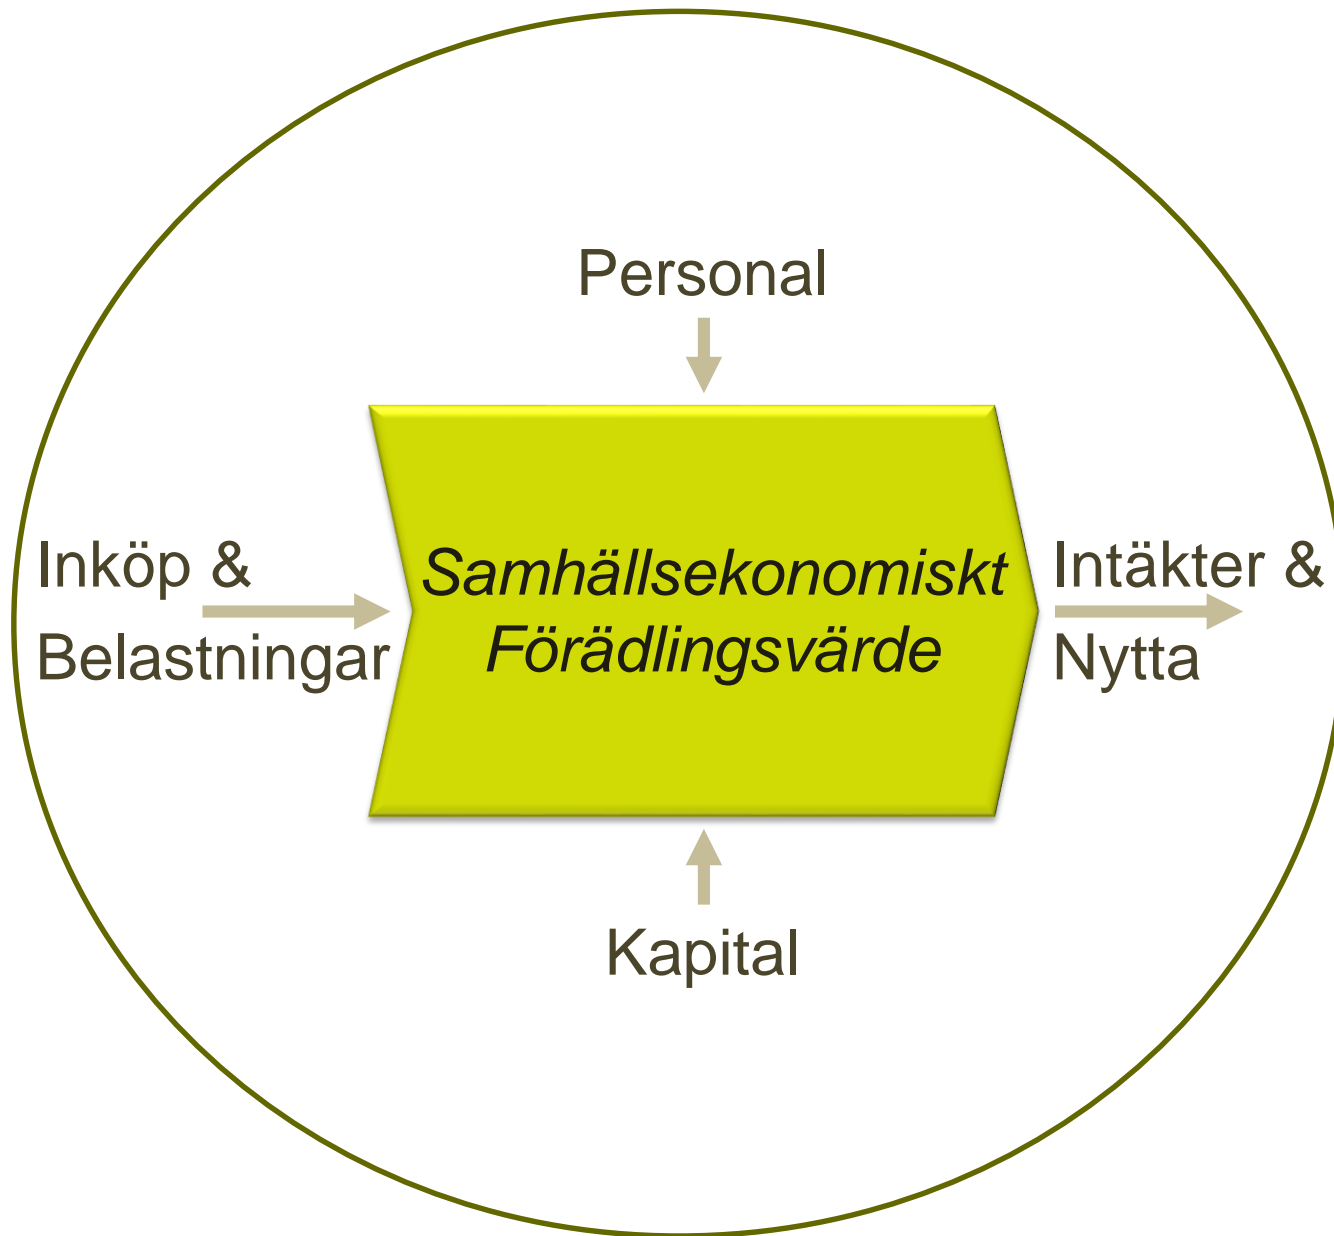 Personal
Inköp &
Belastningar
Samhällsekonomiskt
Förädlingsvärde
Intäkter &
Nytta
Kapital